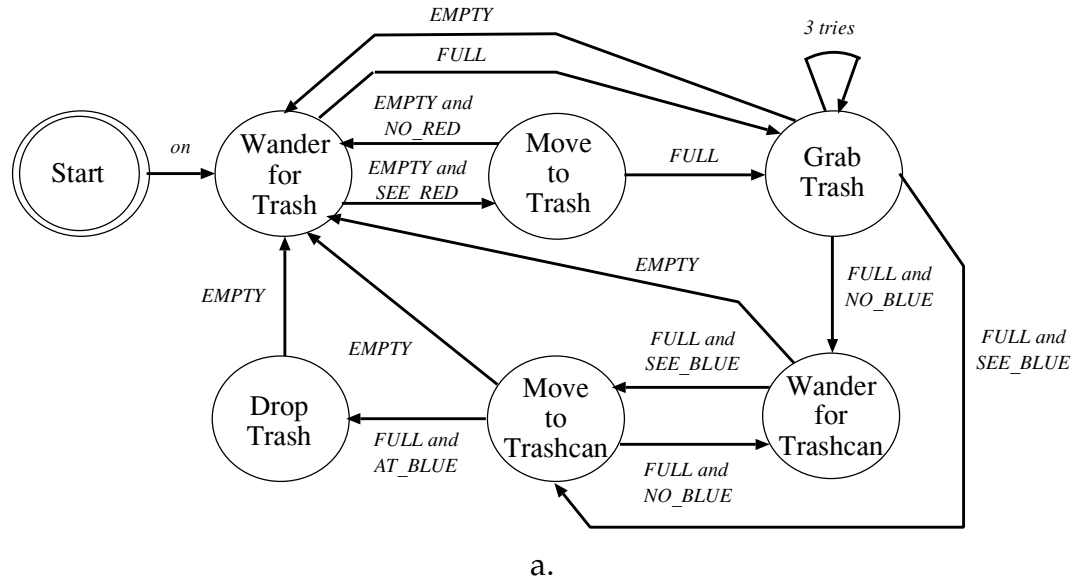 EMPTY
3 tries
FULL
EMPTY and
NO_RED
Start
on
Wander
for
Trash
EMPTY and
SEE_RED
Move
to
Trash
FULL
Grab
Trash
EMPTY
FULL and
NO_BLUE
EMPTY
EMPTY
FULL and
SEE_BLUE
FULL and
SEE_BLUE
Drop
Trash
FULL and
AT_BLUE
Move
to
Trashcan
FULL and
NO_BLUE
Wander
for
Trashcan
a.